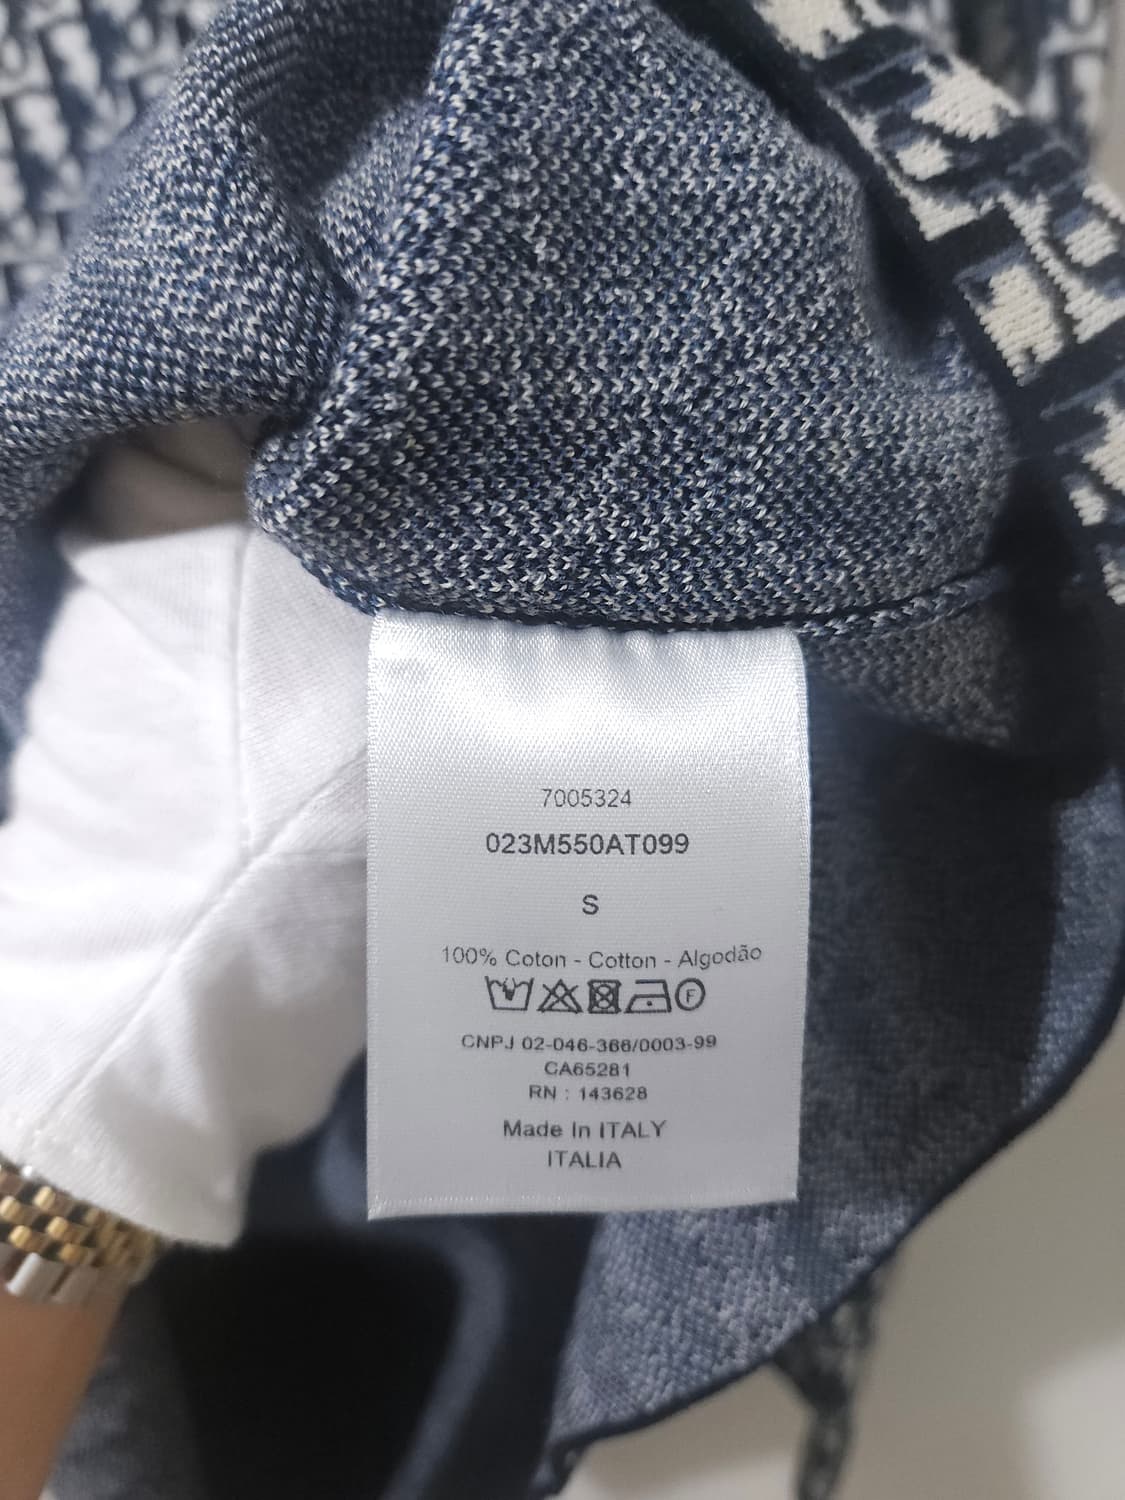 7005324
023M550AT099
S
100% Coton - Cotton - Algodão
F
CNPJ 02-046-366/0003-99
CA65281
RN : 143628
Made In ITALY
ITALIA